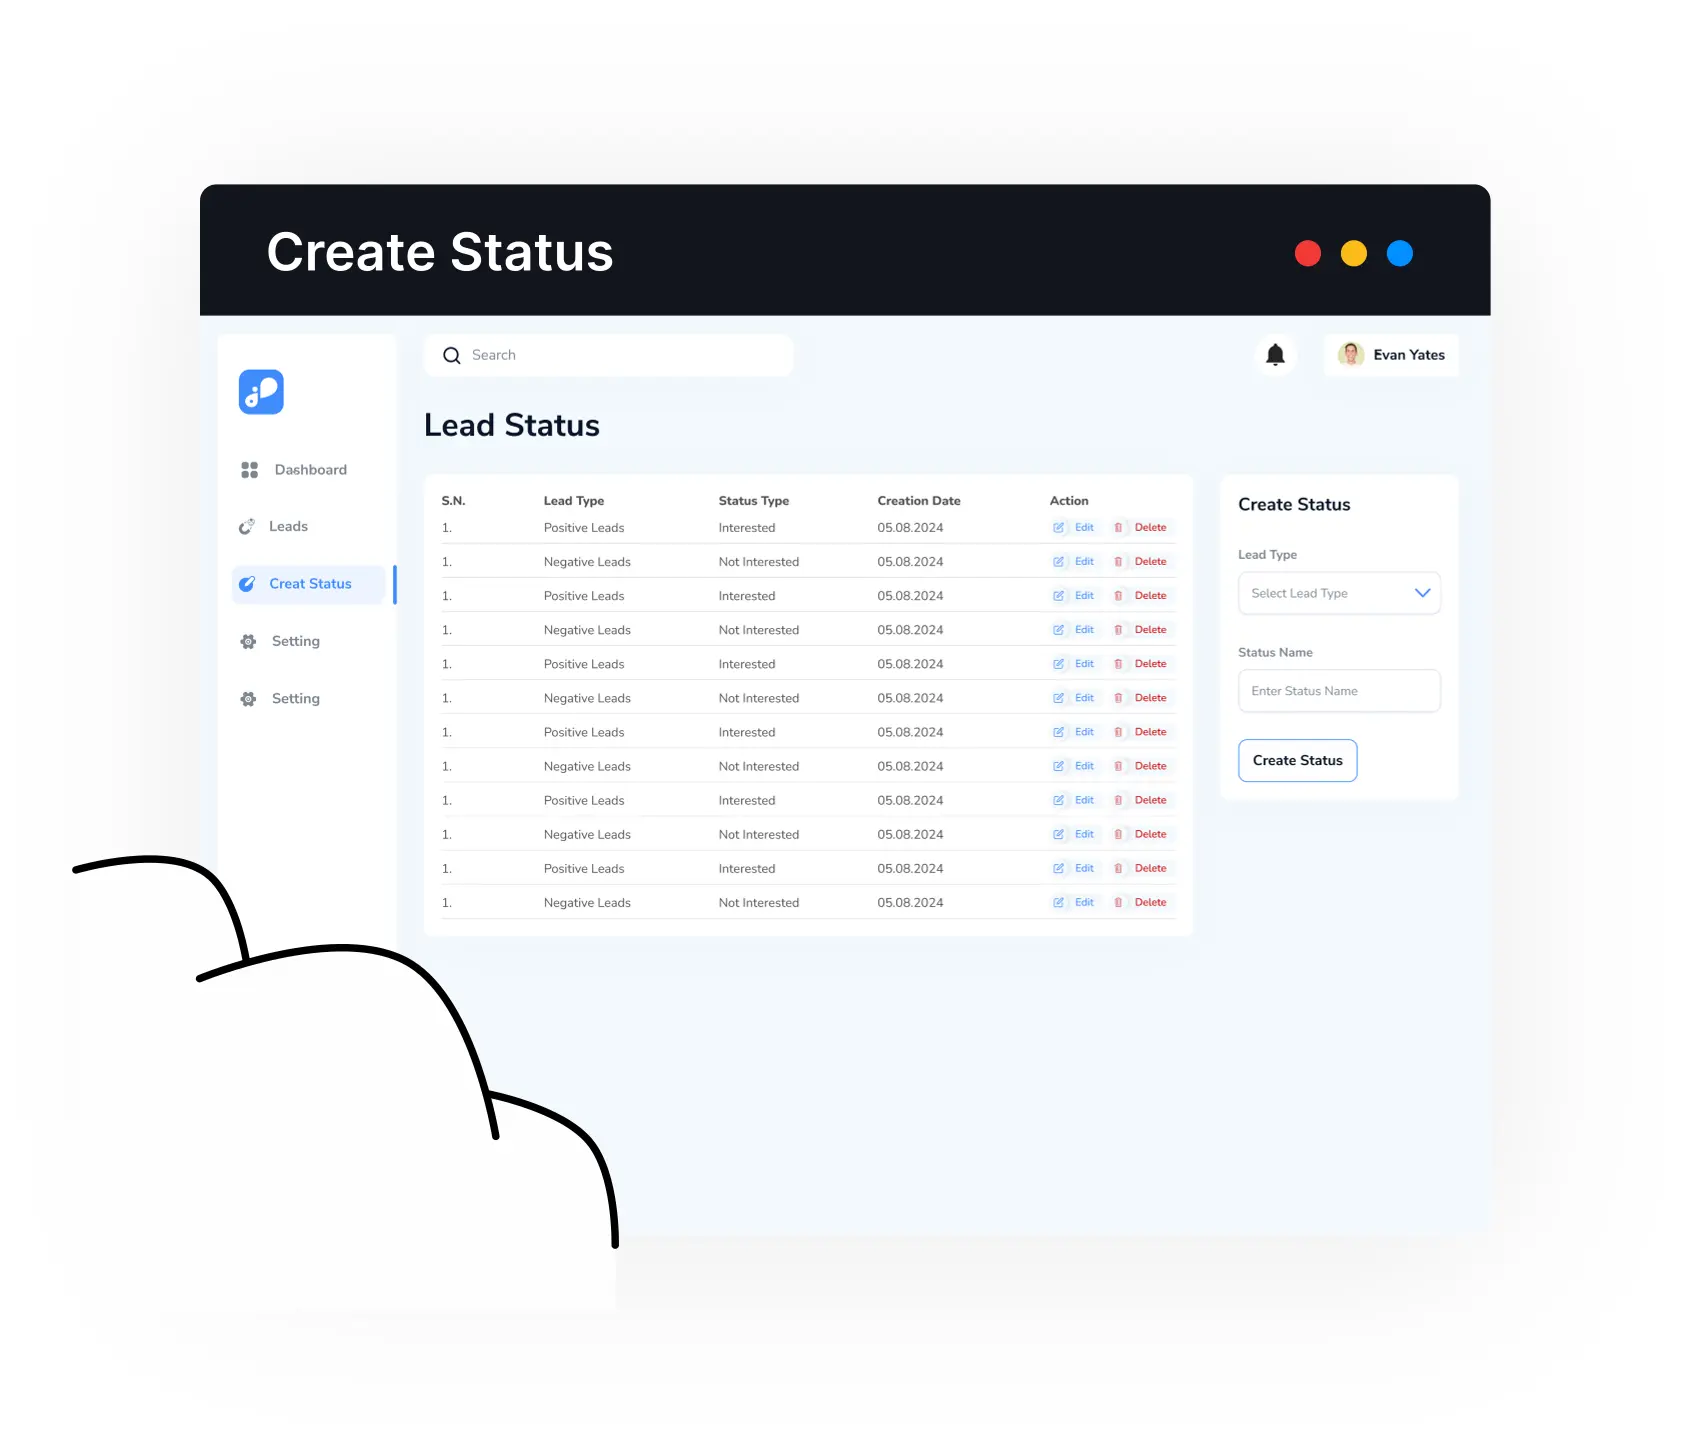 Create Status
Search
Evan Yates
Lead Status
Dashboard
Leads
Creat Status
Setting
Setting
S.N. Lead Type Status Type Creation Date Action
1. Positive Leads Interested 05.08.2024 Edit Delete
1. Negative Leads Not Interested 05.08.2024 Edit Delete
1. Positive Leads Interested 05.08.2024 Edit Delete
1. Negative Leads Not Interested 05.08.2024 Edit Delete
1. Positive Leads Interested 05.08.2024 Edit Delete
1. Negative Leads Not Interested 05.08.2024 Edit Delete
1. Positive Leads Interested 05.08.2024 Edit Delete
1. Negative Leads Not Interested 05.08.2024 Edit Delete
1. Positive Leads Interested 05.08.2024 Edit Delete
1. Negative Leads Not Interested 05.08.2024 Edit Delete
1. Positive Leads Interested 05.08.2024 Edit Delete
1. Negative Leads Not Interested 05.08.2024 Edit Delete
Create Status
Lead Type
Select Lead Type
Status Name
Enter Status Name
Create Status